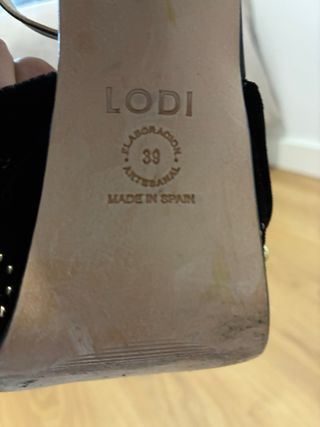 LODI
ELABORACION
39
ARTESANAL
MADE IN SPAIN